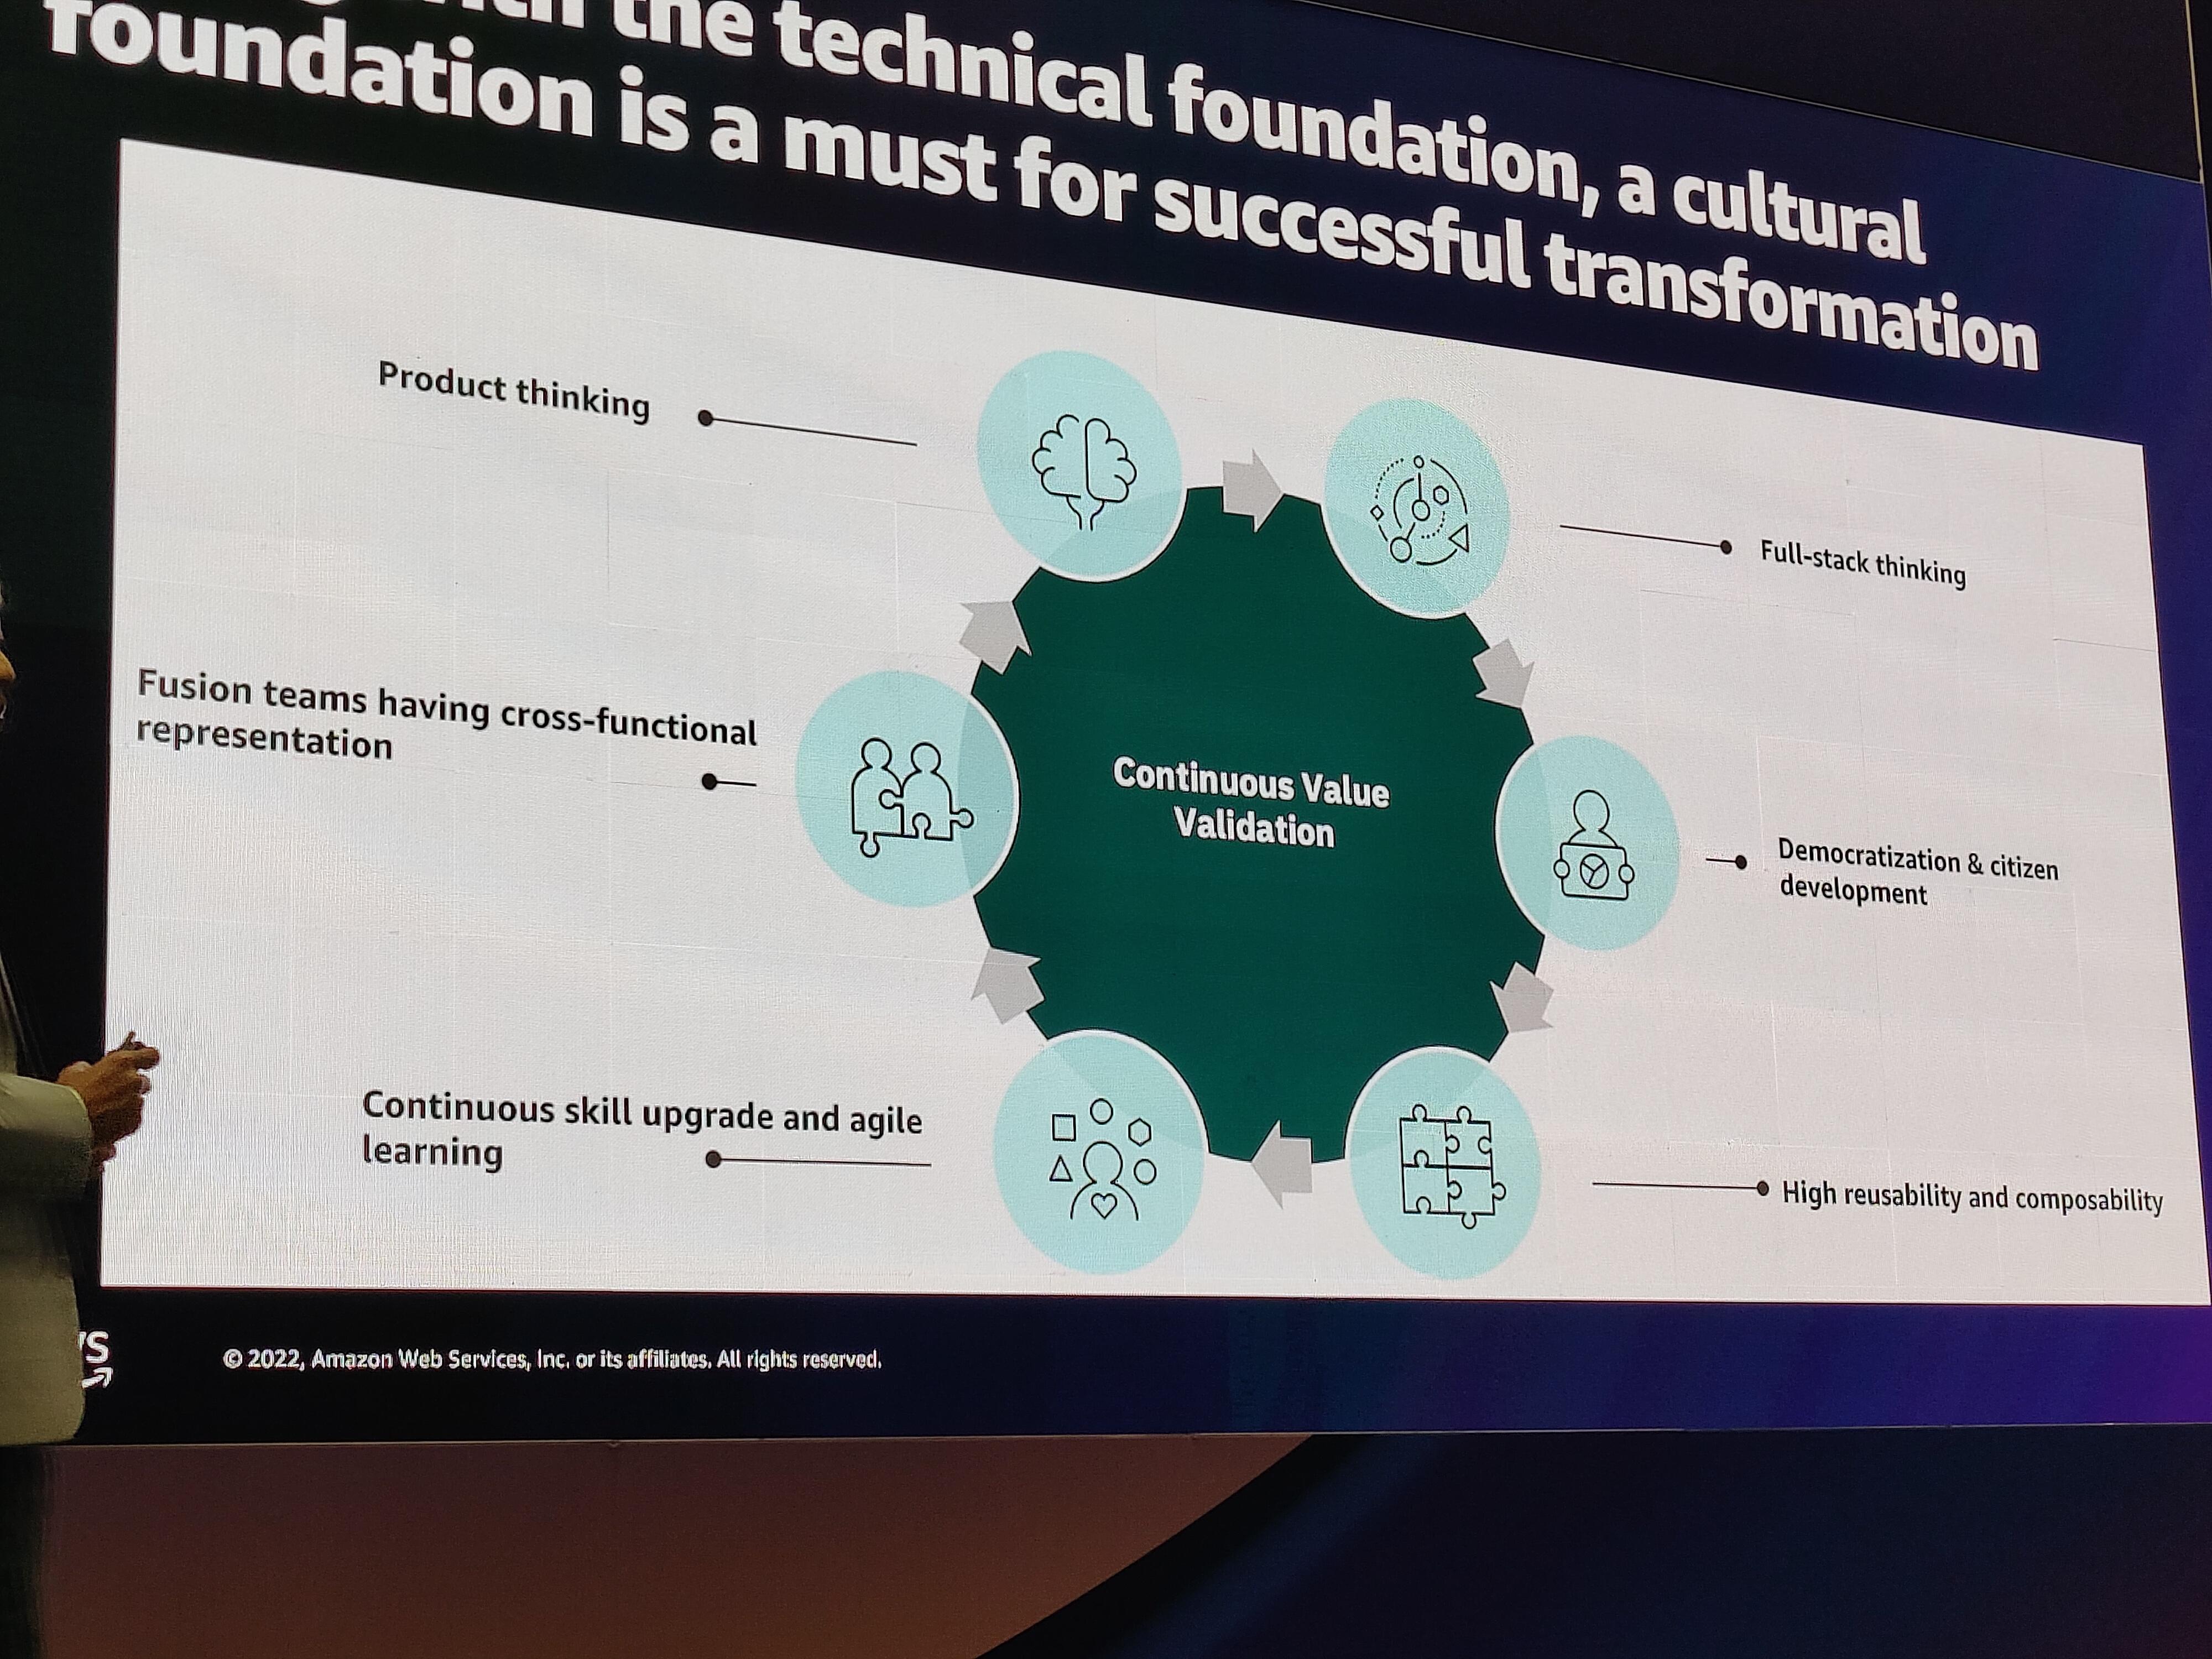 the technical foundation, a cultural
foundation is a must for successful transformation
Product thinking
Full-stack thinking
Fusion teams having cross-functional
representation
Continuous Value
Validation
Democratization & citizen
development
Continuous skill upgrade and agile
learning
High reusability and composability
© 2022, Amazon Web Services, Inc. or its affiliates. All rights reserved.